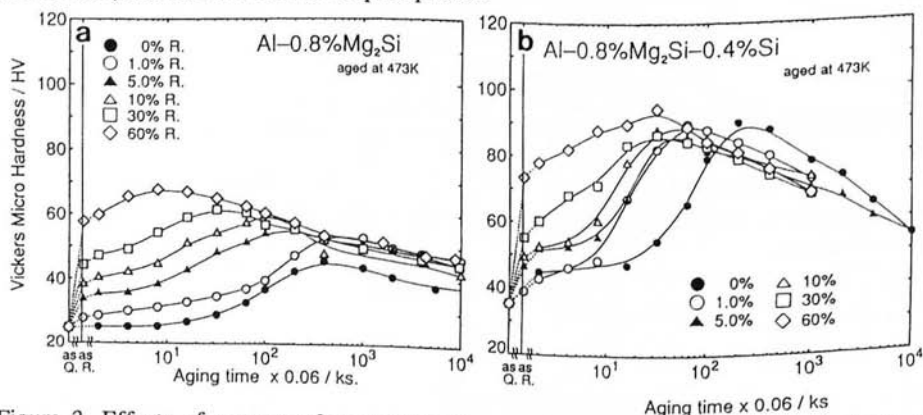 a
120
100
80
60
40
20
Vickers Micro Hardness / HV
0% R.
1.0% R.
5.0% R.
10% R.
30% R.
60% R.
Al–0.8%Mg₂Si
aged at 473K
as Q.
as R.
10¹
10²
10³
10⁴
Aging time x 0.06 / ks.
b
120
100
80
60
40
20
Al–0.8%Mg₂Si–0.4%Si
aged at 473K
0%
1.0%
5.0%
10%
30%
60%
as Q.
as R.
10¹
10²
10³
10⁴
Aging time x 0.06 / ks